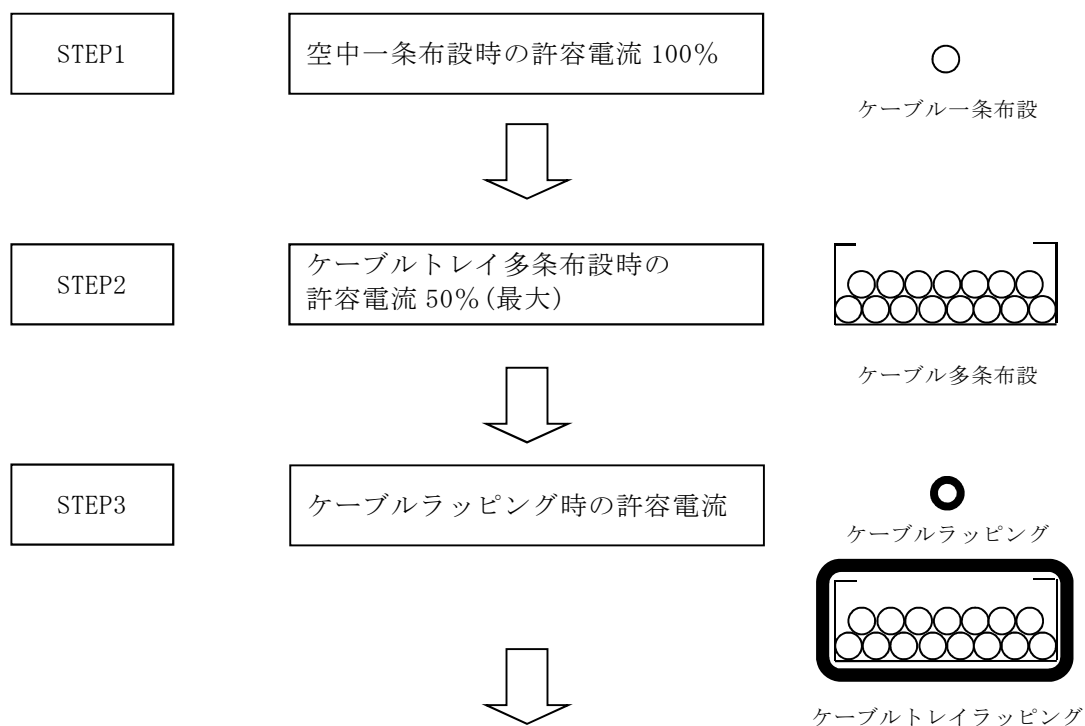 STEP1
空中一条布設時の許容電流 100%
ケーブル一条布設
STEP2
ケーブルトレイ多条布設時の
許容電流 50%(最大)
ケーブル多条布設
STEP3
ケーブルラッピング時の許容電流
ケーブルラッピング
ケーブルトレイラッピング